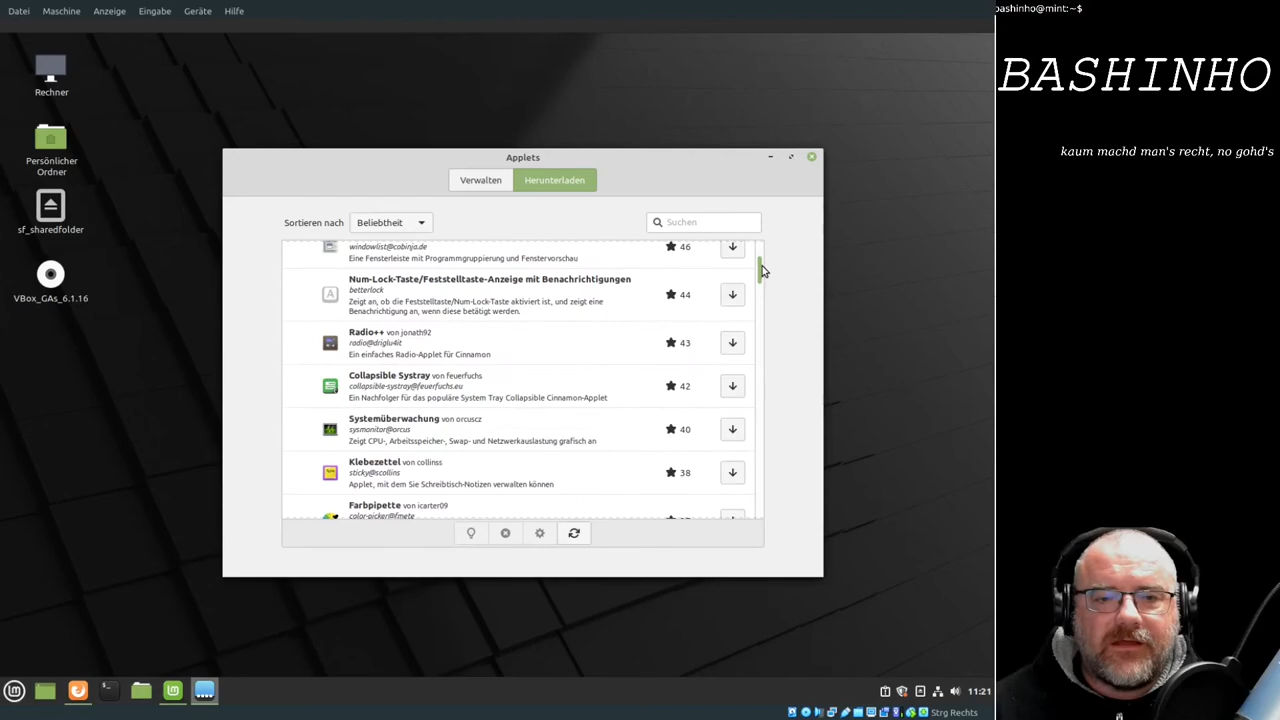 Datei Maschine Anzeige Eingabe Geräte Hilfe
bashinho@mint:~$
BASHINHO
kaum machd man's recht, no gohd's
Rechner
Persönlicher
Ordner
sf_sharedfolder
VBox_GAs_6.1.16
Applets
Verwalten Herunterladen
Sortieren nach Beliebtheit Suchen
windowlist@cobinja.de 46
Eine Fensterleiste mit Programmgruppierung und Fenstervorschau
Num-Lock-Taste/Feststelltaste-Anzeige mit Benachrichtigungen
betterlock 44
Zeigt an, ob die Feststelltaste/Num-Lock-Taste aktiviert ist, und zeigt eine
Benachrichtigung an, wenn diese betätigt werden.
Radio++ von jonath92
radio@driglu4it 43
Ein einfaches Radio-Applet für Cinnamon
Collapsible Systray von feuerfuchs
collapsible-systray@feuerfuchs.eu 42
Ein Nachfolger für das populäre System Tray Collapsible Cinnamon-Applet
Systemüberwachung von orcuscz
sysmonitor@orcus 40
Zeigt CPU-, Arbeitsspeicher-, Swap- und Netzwerkauslastung grafisch an
Klebezettel von collinss
sticky@scollins 38
Applet, mit dem Sie Schreibtisch-Notizen verwalten können
Farbpipette von icarter09
color-picker@fmete
11:21
Strg Rechts